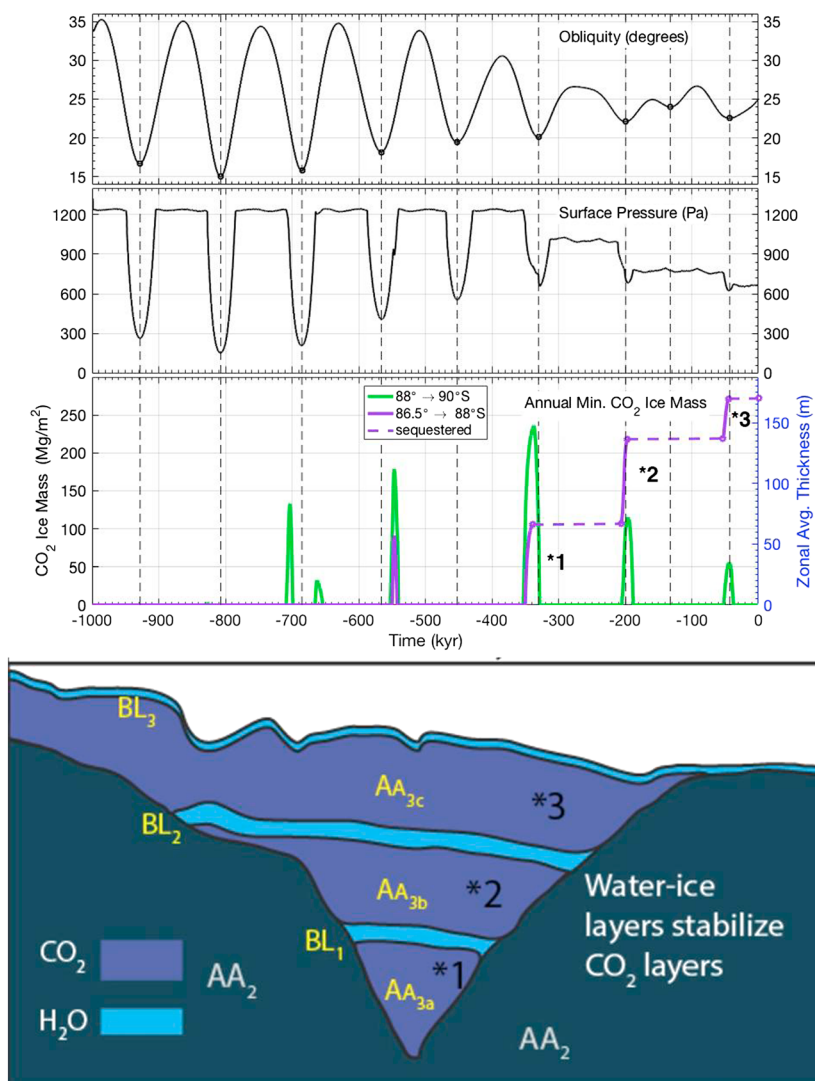 Obliquity (degrees)
35
30
25
20
15
35
30
25
20
15
Surface Pressure (Pa)
1200
900
600
300
0
1200
900
600
300
0
88° → 90°S
86.5° → 88°S
sequestered
Annual Min. CO2 Ice Mass
CO2 Ice Mass (Mg/m²)
250
200
150
100
50
0
*1
*2
*3
150
100
50
0
Zonal Avg. Thickness (m)
-1000 -900 -800 -700 -600 -500 -400 -300 -200 -100 0
Time (kyr)
BL3
AA3c
*3
BL2
AA3b
*2
BL1
AA3a
*1
Water-ice
layers stabilize
CO2 layers
CO2
AA2
H2O
AA2